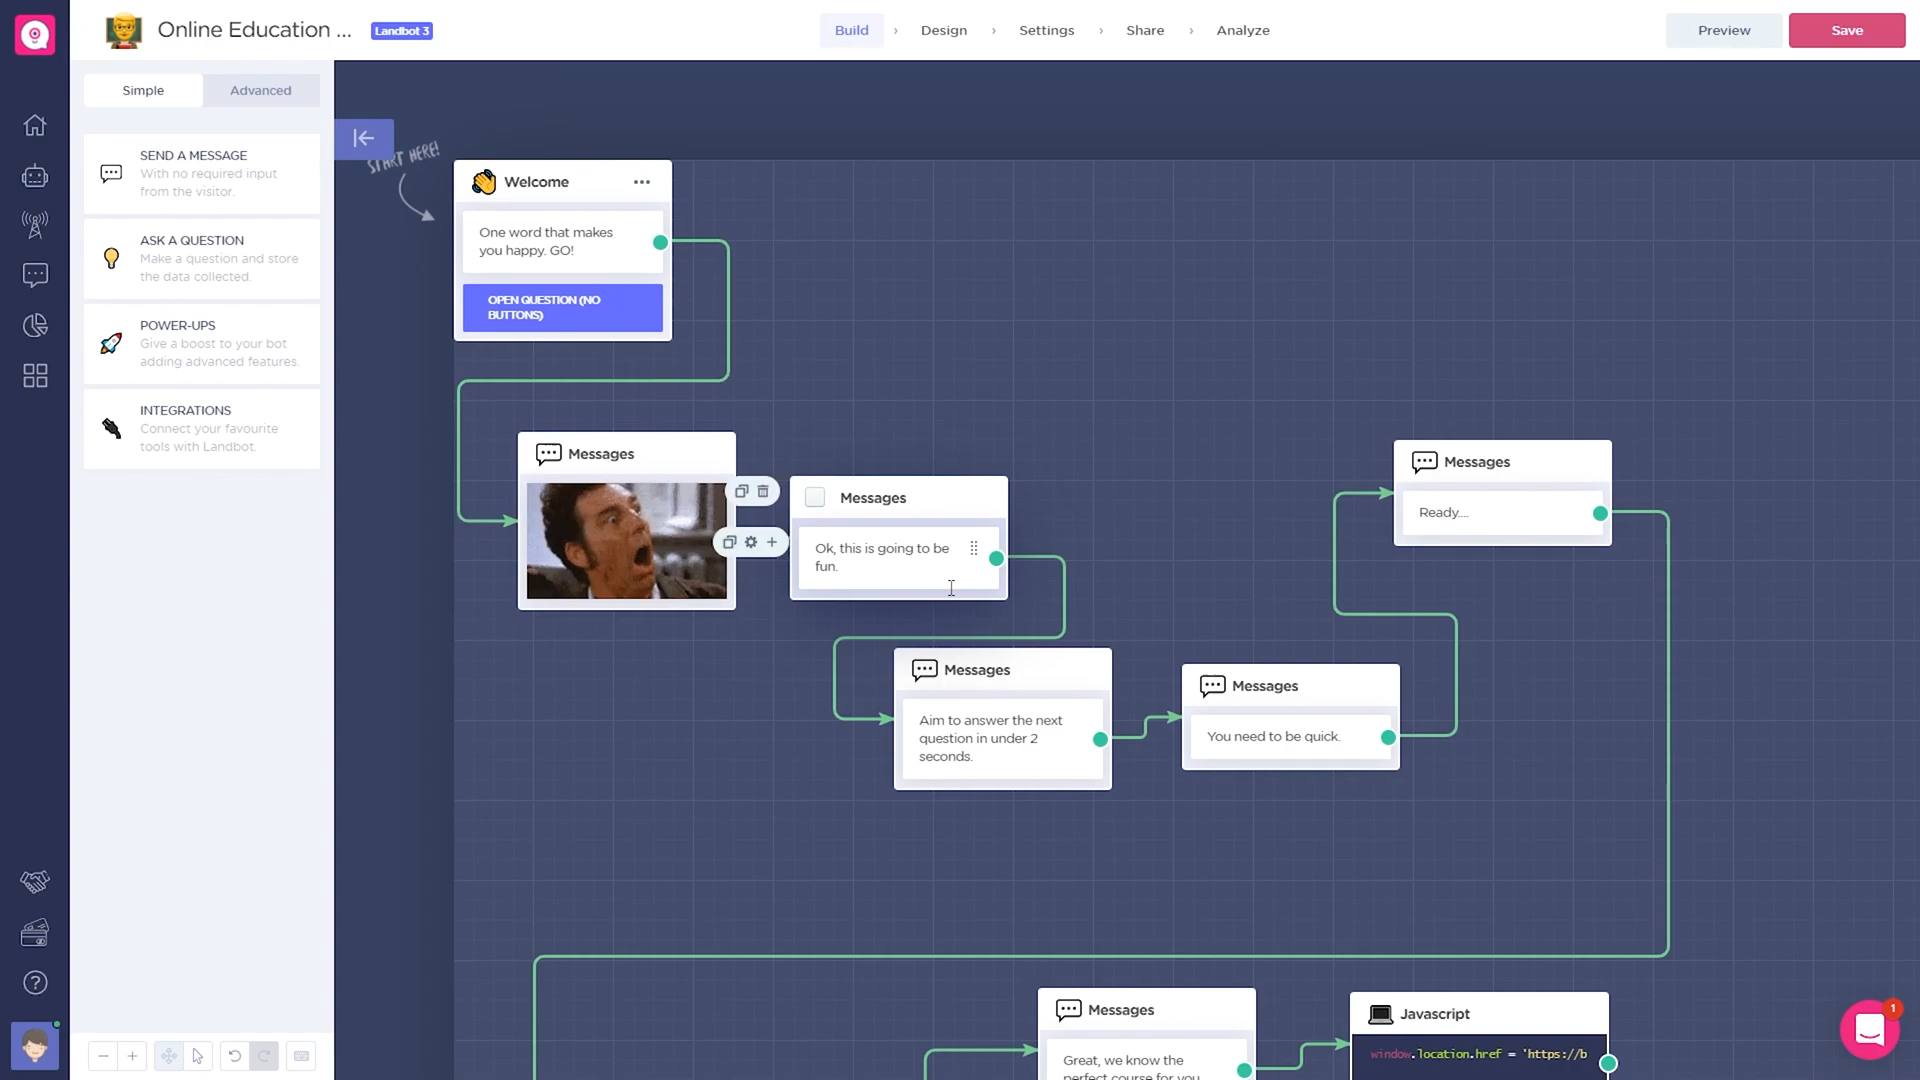 Online Education ...
Landbot 3
Build
Design
Settings
Share
Analyze
Preview
Save
Simple
Advanced
SEND A MESSAGE
With no required input
from the visitor.
ASK A QUESTION
Make a question and store
the data collected.
POWER-UPS
Give a boost to your bot
adding advanced features.
INTEGRATIONS
Connect your favourite
tools with Landbot.
START HERE!
Welcome
One word that makes
you happy. GO!
OPEN QUESTION (NO
BUTTONS)
Messages
Messages
Ok, this is going to be
fun.
Messages
Ready....
Messages
Aim to answer the next
question in under 2
seconds.
Messages
You need to be quick.
Messages
Great, we know the
perfect course for you
Javascript
window.location.href = 'https://b
1